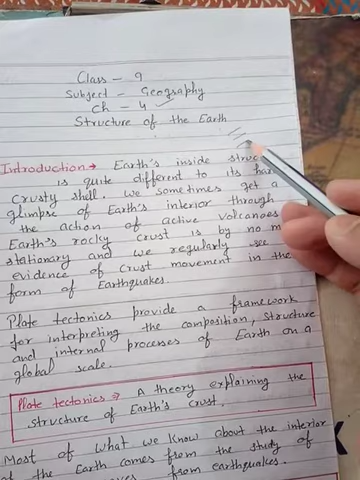 Class - 9
Subject - Geography
Ch - 4
Structure of the Earth
Introduction → Earth's inside
is quite different to its
Crusty shell. We sometimes get a
glimpse of Earth's interior through
the action of active volcanoes
Earth's rocky crust is by no
stationary and we regularly see
evidence of crust movement in the
form of Earthquakes.
Plate tectonics provide a framework
for interpreting the composition, structure
and internal processes of Earth on a
global scale.
Plate tectonics → A theory explaining the
structure of Earth's crust.
Most of what we know about the interior
of the Earth comes from the study of
from earthquakes.